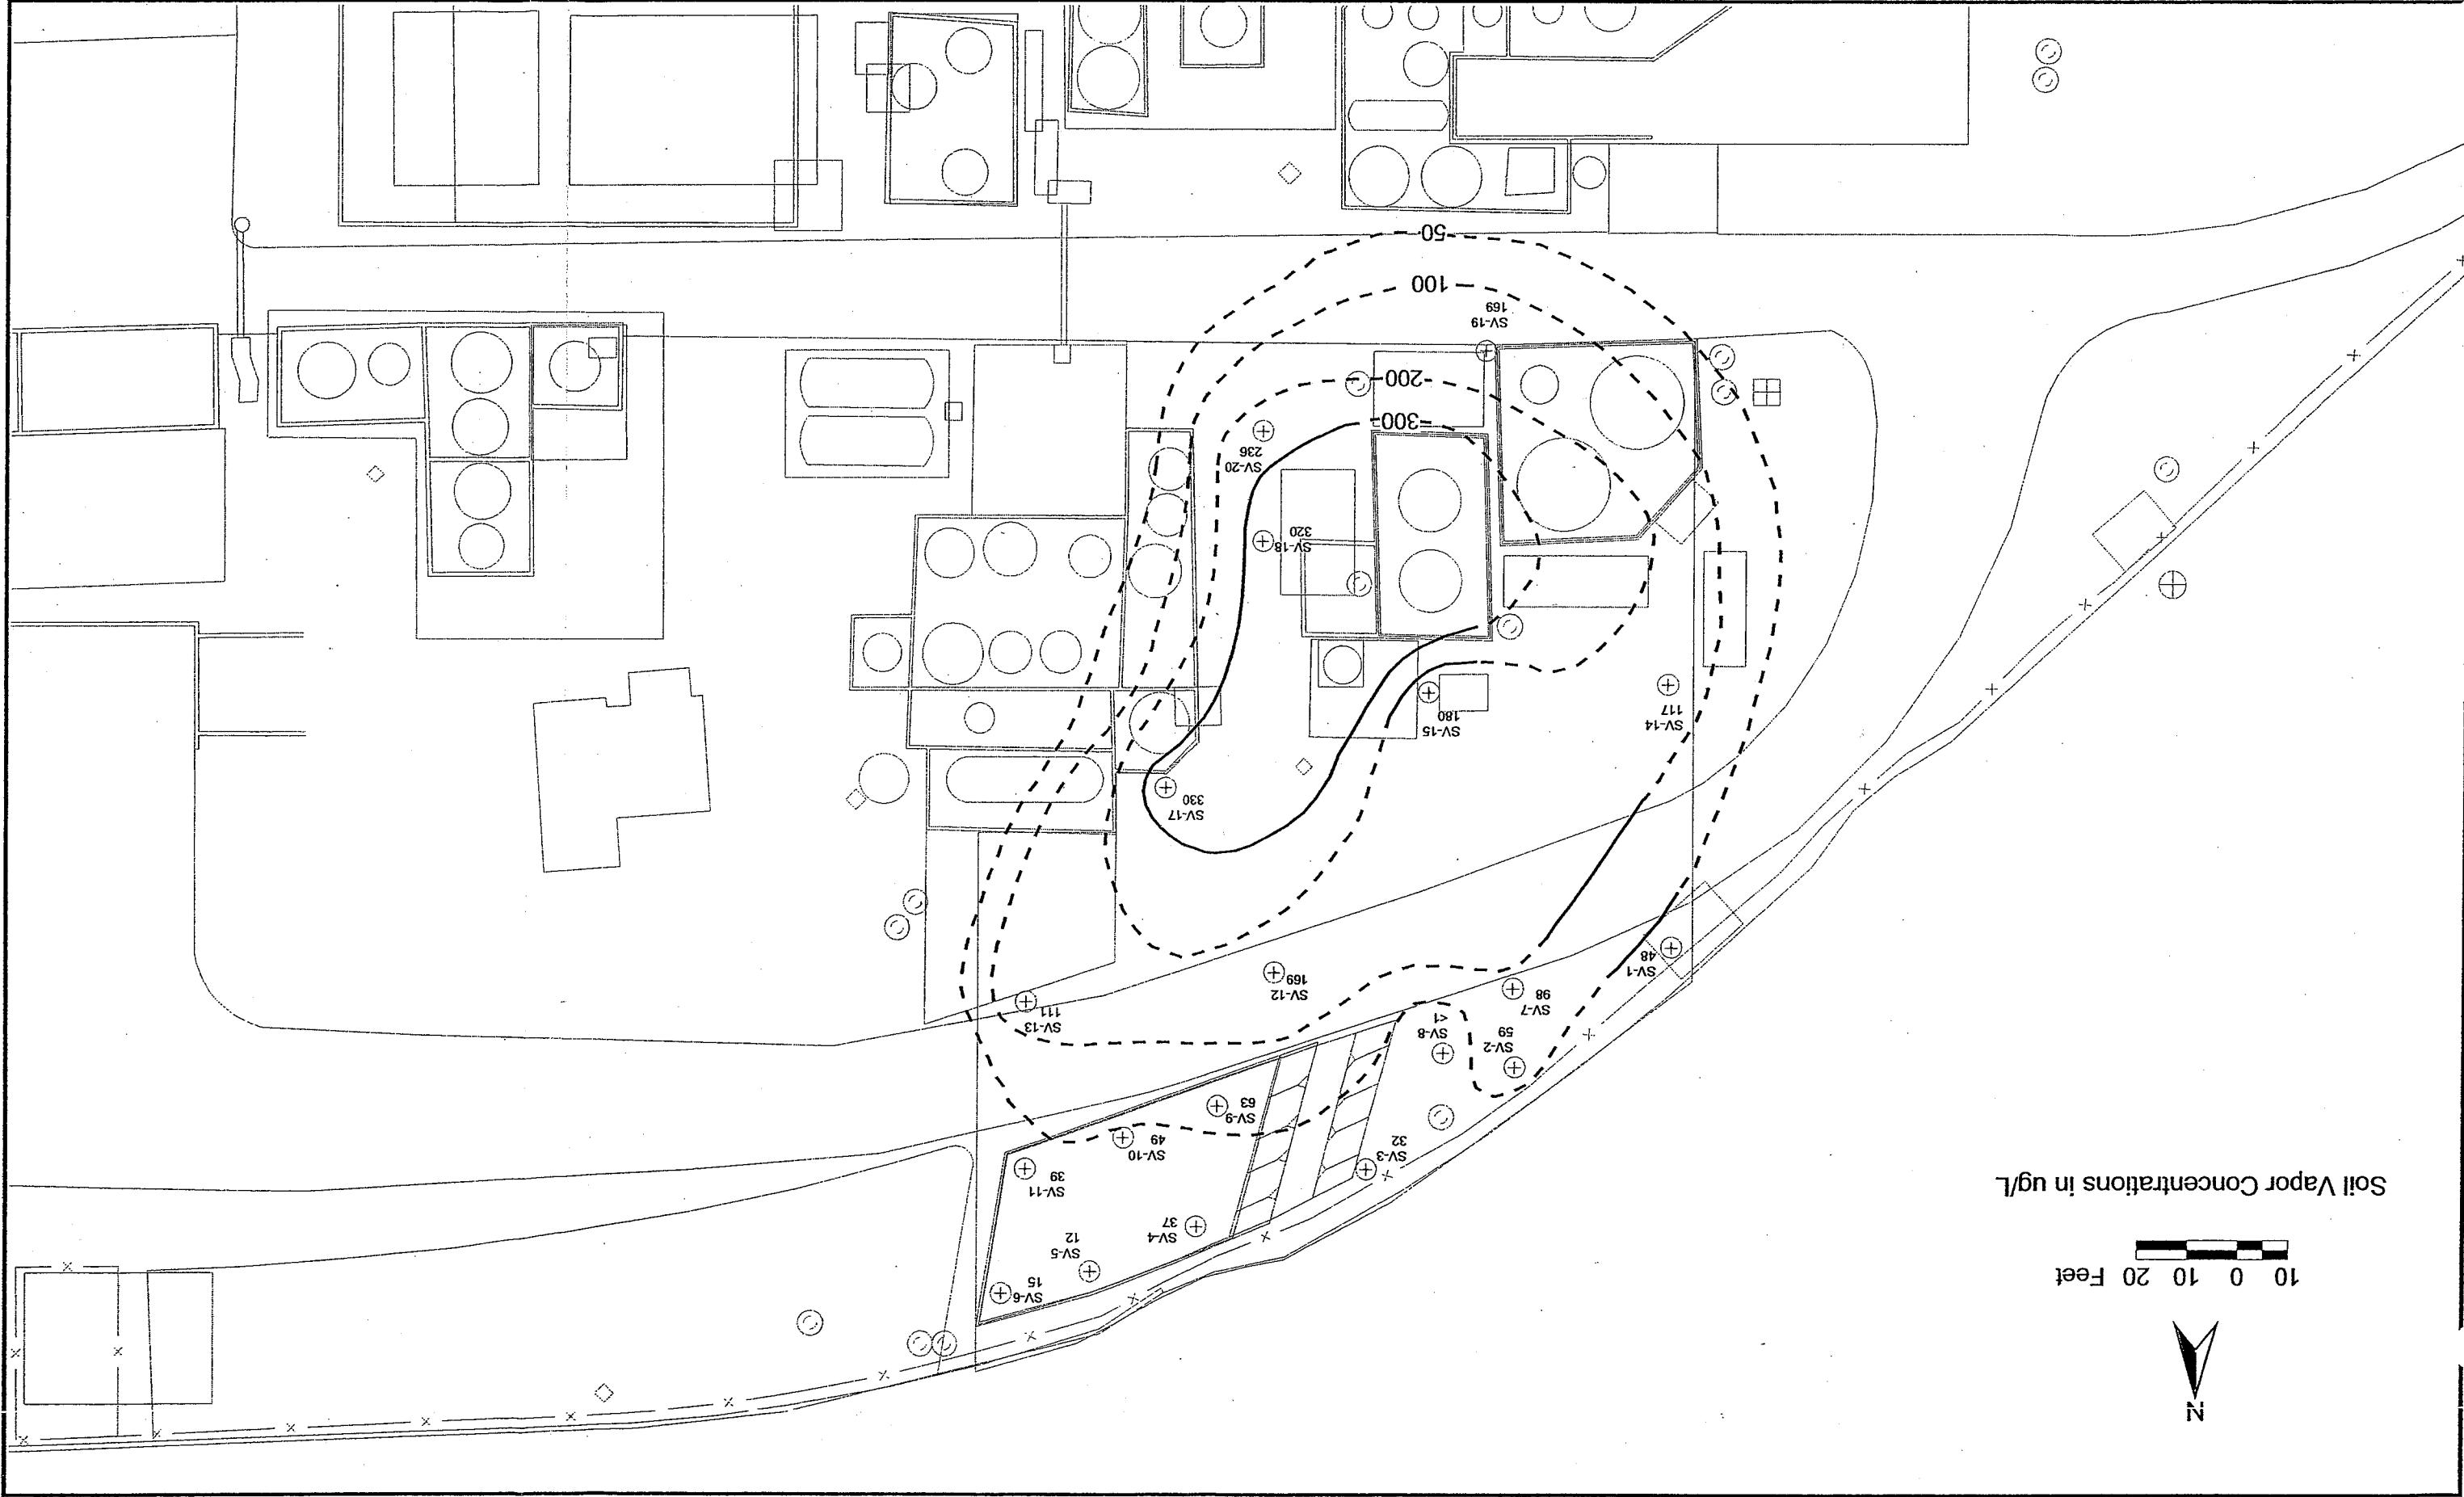 N
10 0 10 20 Feet
Soil Vapor Concentrations in ug/L
SV-6
15
SV-5
12
SV-4
37
SV-11
39
SV-3
32
SV-10
49
SV-9
63
SV-2
59
SV-8
<1
SV-13
111
SV-7
98
SV-12
169
SV-1
48
SV-17
330
SV-15
180
SV-14
117
SV-18
320
SV-20
236
300
200
SV-19
169
100
50